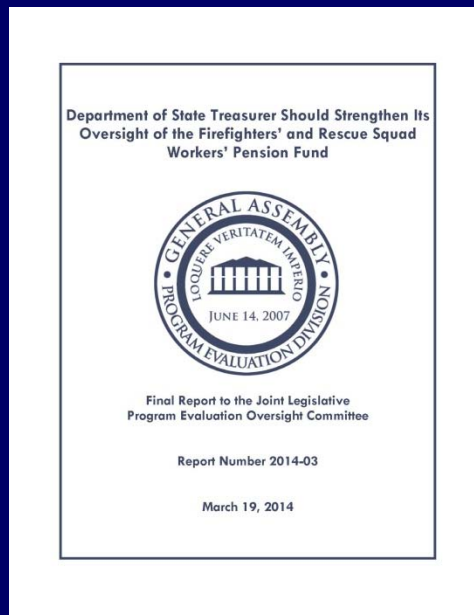 Department of State Treasurer Should Strengthen Its
Oversight of the Firefighters’ and Rescue Squad
Workers’ Pension Fund
GENERAL ASSEMBLY
LOQUERE VERITATEM IMPERIO
JUNE 14, 2007
PROGRAM EVALUATION DIVISION
Final Report to the Joint Legislative
Program Evaluation Oversight Committee
Report Number 2014-03
March 19, 2014